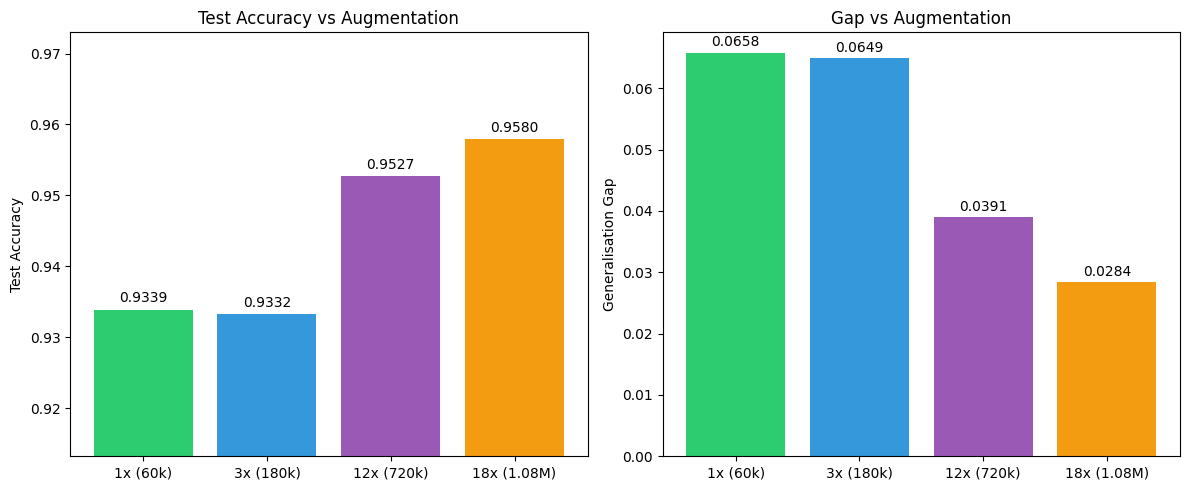 Test Accuracy vs Augmentation
Test Accuracy
0.97
0.96
0.95
0.94
0.93
0.92
0.9339
0.9332
0.9527
0.9580
1x (60k)
3x (180k)
12x (720k)
18x (1.08M)
Gap vs Augmentation
Generalisation Gap
0.06
0.05
0.04
0.03
0.02
0.01
0.00
0.0658
0.0649
0.0391
0.0284
1x (60k)
3x (180k)
12x (720k)
18x (1.08M)